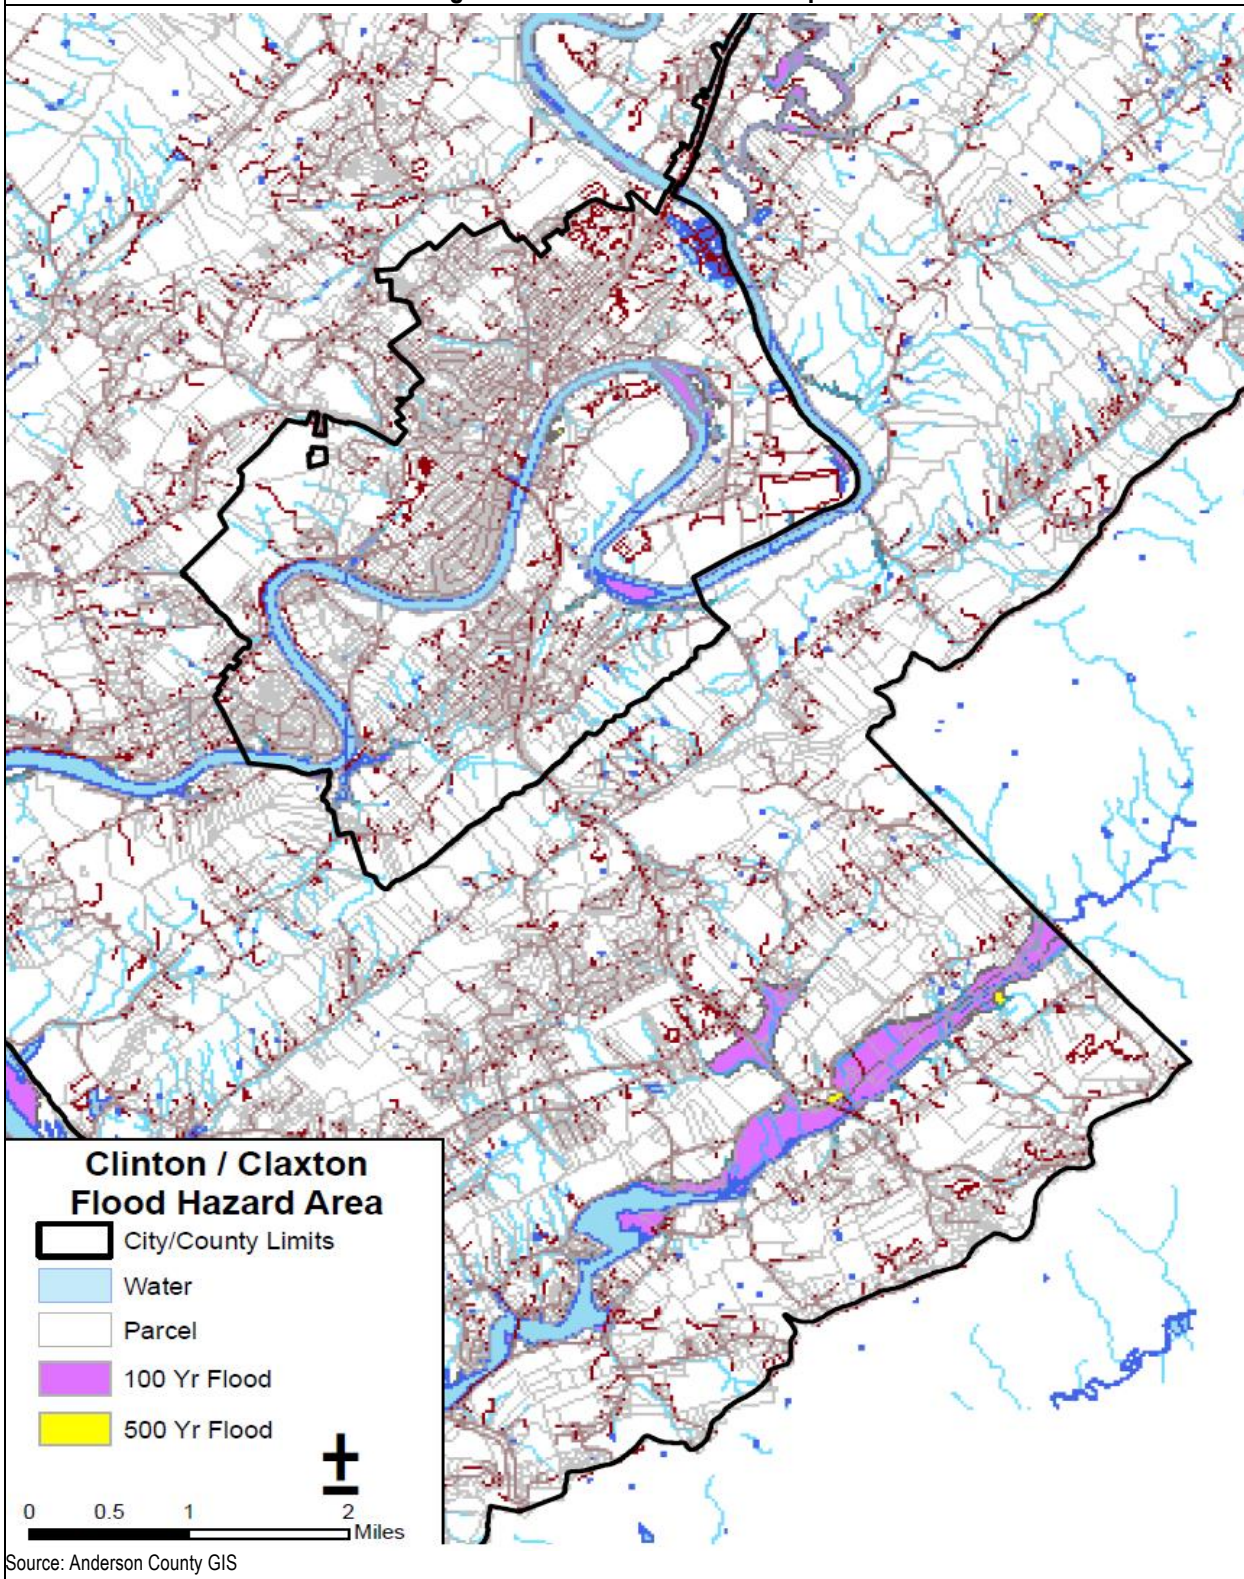 Clinton / Claxton
Flood Hazard Area
City/County Limits
Water
Parcel
100 Yr Flood
500 Yr Flood
0 0.5 1 2
Miles
Source: Anderson County GIS